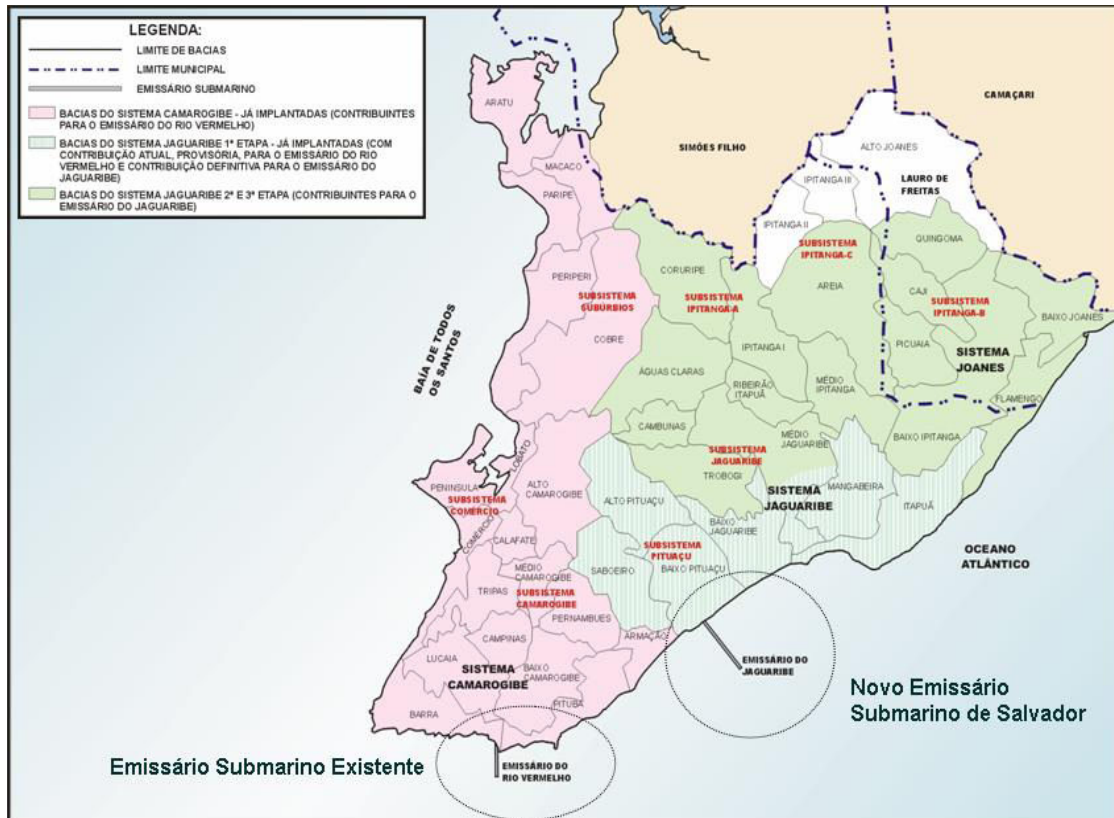 LEGENDA:
LIMITE DE BACIAS
LIMITE MUNICIPAL
EMISSÁRIO SUBMARINO
BACIAS DO SISTEMA CAMAROGIBE - JÁ IMPLANTADAS (CONTRIBUINTES
PARA O EMISSÁRIO DO RIO VERMELHO)
BACIAS DO SISTEMA JAGUARIBE 1ª ETAPA - JÁ IMPLANTADAS (COM
CONTRIBUIÇÃO ATUAL, PROVISÓRIA, PARA O EMISSÁRIO DO RIO
VERMELHO E CONTRIBUIÇÃO DEFINITIVA PARA O EMISSÁRIO DO
JAGUARIBE)
BACIAS DO SISTEMA JAGUARIBE 2ª E 3ª ETAPA (CONTRIBUINTES PARA O
EMISSÁRIO DO JAGUARIBE)
ARATU
CAMAÇARI
SIMÕES FILHO
ALTO JOANES
MACACO
IPITANGA III
LAURO DE
FREITAS
PARIPE
IPITANGA II
QUINGOMA
SUBSISTEMA
IPITANGA-C
PERIPERI
CORURIPE
AREIA
CAJI
SUBSISTEMA
SUBÚRBIOS
SUBSISTEMA
IPITANGA-A
SUBSISTEMA
IPITANGA-B
BAIXO JOANES
COBRE
IPITANGA I
PICUAIA
SISTEMA
JOANES
BAÍA DE TODOS
OS SANTOS
ÁGUAS CLARAS
RIBEIRÃO
ITAPUÃ
MÉDIO
IPITANGA
FLAMENGO
CAMBUNAS
MÉDIO
JAGUARIBE
BAIXO IPITANGA
SUBSISTEMA
JAGUARIBE
TROBOGI
LOBATO
PENINSULA
ALTO
CAMAROGIBE
ALTO PITUAÇU
SISTEMA
JAGUARIBE
MANGABEIRA
ITAPUÃ
SUBSISTEMA
COMÉRCIO
COMÉRCIO
CALAFATE
BAIXO
JAGUARIBE
SUBSISTEMA
PITUAÇU
OCEANO
ATLÂNTICO
MÉDIO
CAMAROGIBE
SABOEIRO
BAIXO PITUAÇU
TRIPAS
SUBSISTEMA
CAMAROGIBE
PERNAMBUES
CAMPINAS
ARMAÇÃO
LUCAIA
SISTEMA
CAMAROGIBE
BAIXO
CAMAROGIBE
EMISSÁRIO DO
JAGUARIBE
BARRA
PITUBA
Novo Emissário
Submarino de Salvador
Emissário Submarino Existente
EMISSÁRIO DO
RIO VERMELHO